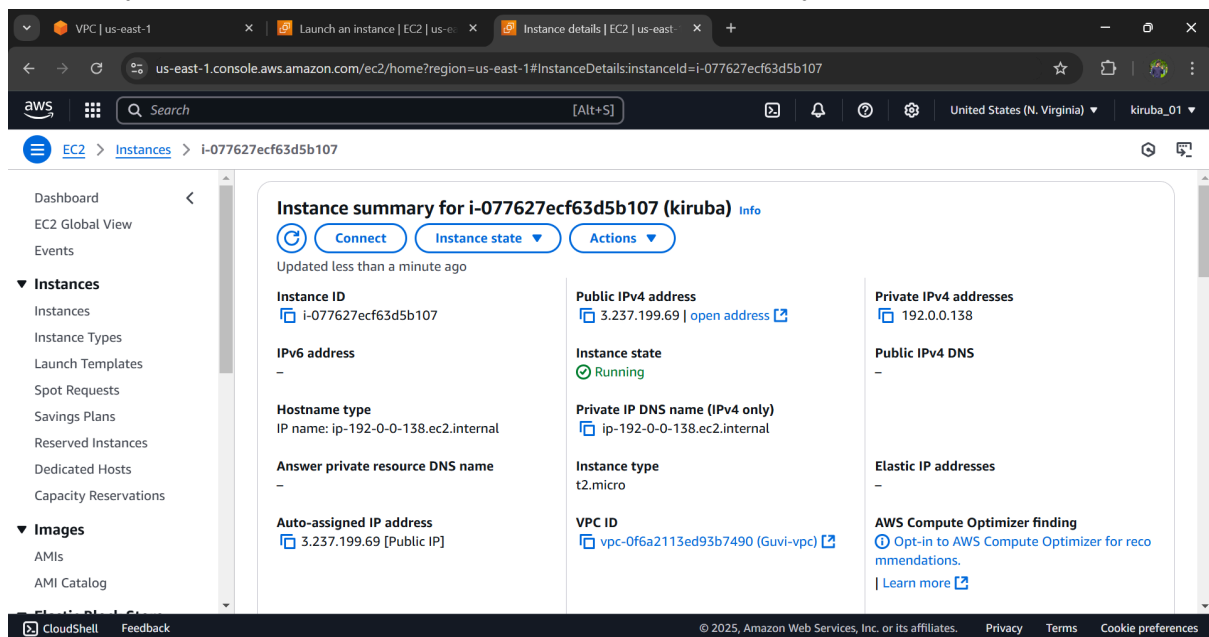 VPC | us-east-1
Launch an instance | EC2 | us-ea
Instance details | EC2 | us-east-
us-east-1.console.aws.amazon.com/ec2/home?region=us-east-1#InstanceDetails:instanceId=i-077627ecf63d5b107
aws
Search
[Alt+S]
United States (N. Virginia)
kiruba_01
EC2 > Instances > i-077627ecf63d5b107
Dashboard
EC2 Global View
Events
Instances
Instances
Instance Types
Launch Templates
Spot Requests
Savings Plans
Reserved Instances
Dedicated Hosts
Capacity Reservations
Images
AMIs
AMI Catalog
Instance summary for i-077627ecf63d5b107 (kiruba) Info
Connect
Instance state
Actions
Updated less than a minute ago
Instance ID
i-077627ecf63d5b107
Public IPv4 address
3.237.199.69 | open address
Private IPv4 addresses
192.0.0.138
IPv6 address
–
Instance state
Running
Public IPv4 DNS
–
Hostname type
IP name: ip-192-0-0-138.ec2.internal
Private IP DNS name (IPv4 only)
ip-192-0-0-138.ec2.internal
Answer private resource DNS name
–
Instance type
t2.micro
Elastic IP addresses
–
Auto-assigned IP address
3.237.199.69 [Public IP]
VPC ID
vpc-0f6a2113ed93b7490 (Guvi-vpc)
AWS Compute Optimizer finding
Opt-in to AWS Compute Optimizer for reco
mmendations.
| Learn more
CloudShell
Feedback
© 2025, Amazon Web Services, Inc. or its affiliates.
Privacy
Terms
Cookie preferences